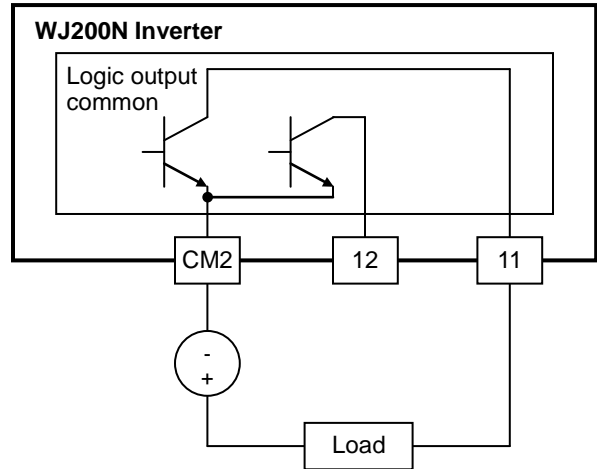 WJ200N Inverter
Logic output
common
CM2
12
11
-
+
Load